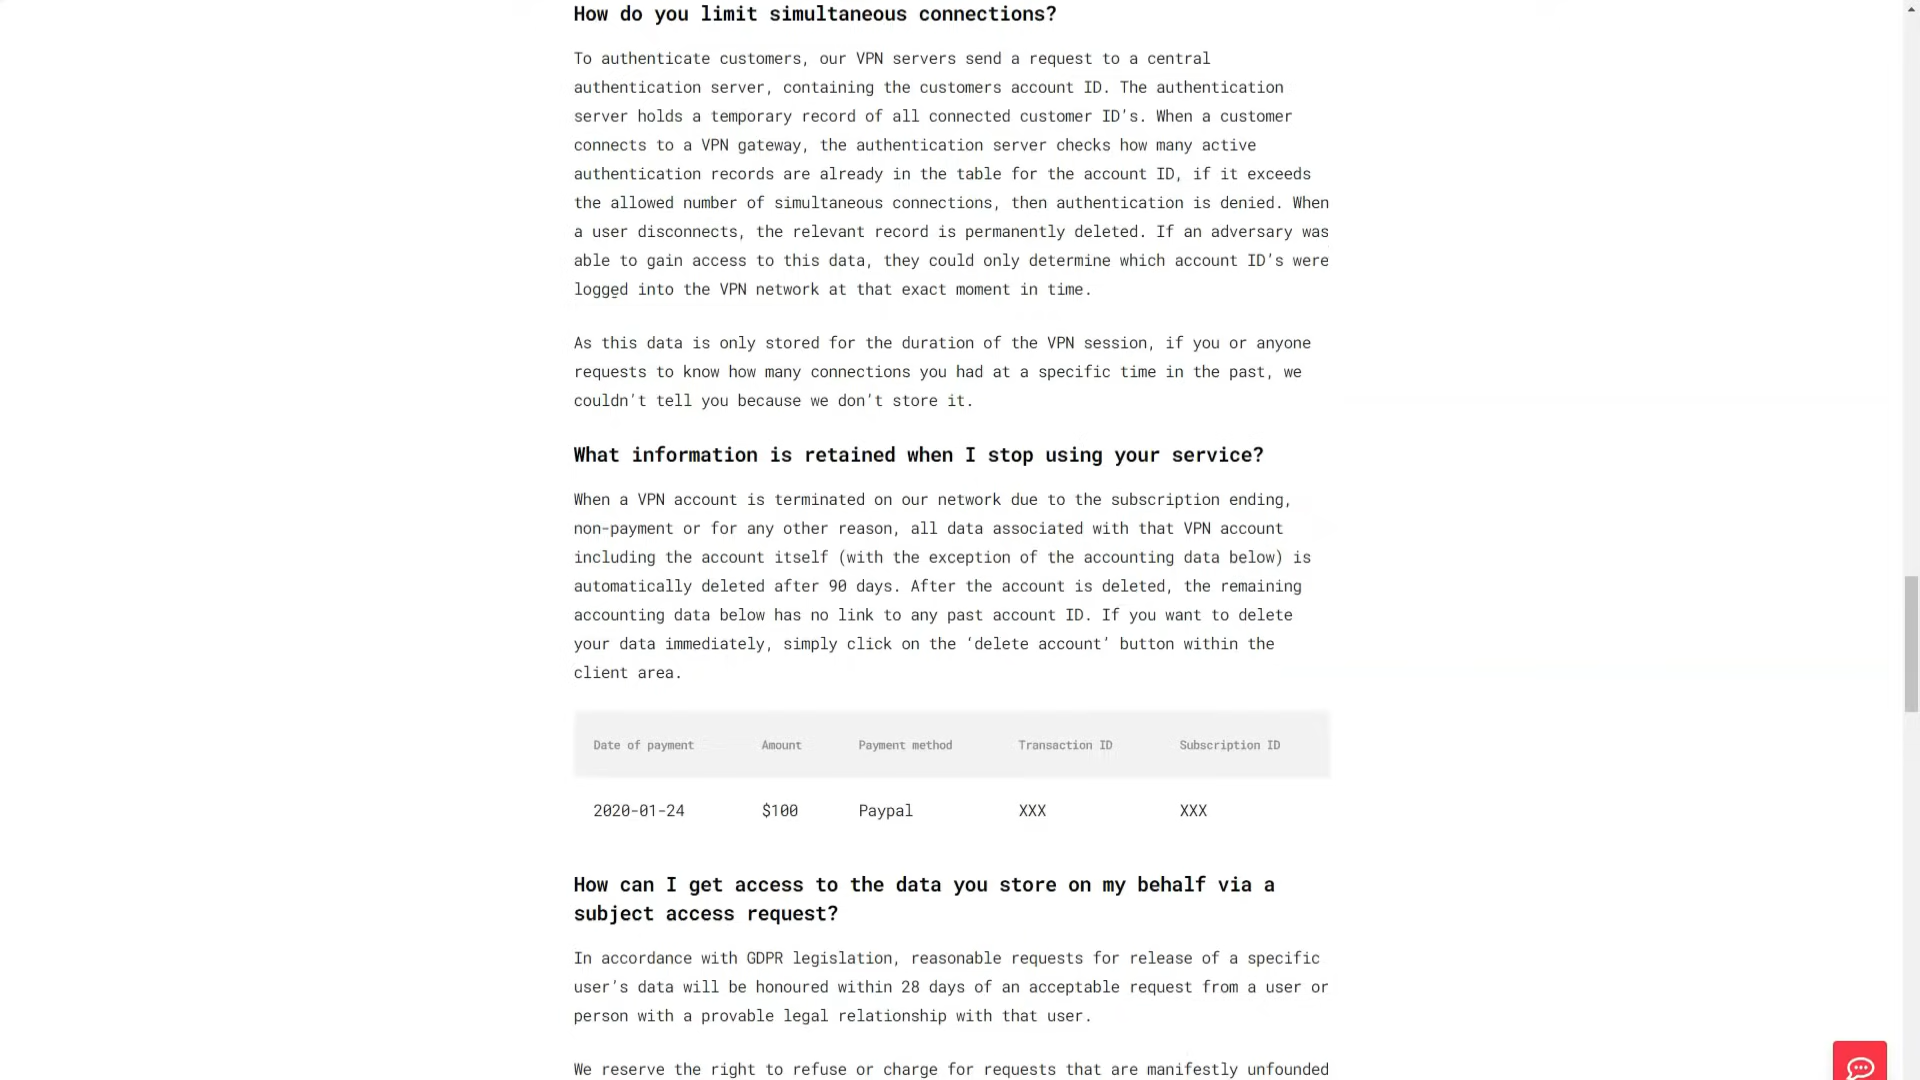 How do you limit simultaneous connections?
To authenticate customers, our VPN servers send a request to a central
authentication server, containing the customers account ID. The authentication
server holds a temporary record of all connected customer ID's. When a customer
connects to a VPN gateway, the authentication server checks how many active
authentication records are already in the table for the account ID, if it exceeds
the allowed number of simultaneous connections, then authentication is denied. When
a user disconnects, the relevant record is permanently deleted. If an adversary was
able to gain access to this data, they could only determine which account ID's were
logged into the VPN network at that exact moment in time.
As this data is only stored for the duration of the VPN session, if you or anyone
requests to know how many connections you had at a specific time in the past, we
couldn't tell you because we don't store it.
What information is retained when I stop using your service?
When a VPN account is terminated on our network due to the subscription ending,
non-payment or for any other reason, all data associated with that VPN account
including the account itself (with the exception of the accounting data below) is
automatically deleted after 90 days. After the account is deleted, the remaining
accounting data below has no link to any past account ID. If you want to delete
your data immediately, simply click on the ‘delete account’ button within the
client area.
Date of payment Amount Payment method Transaction ID Subscription ID
2020-01-24 $100 Paypal XXX XXX
How can I get access to the data you store on my behalf via a
subject access request?
In accordance with GDPR legislation, reasonable requests for release of a specific
user's data will be honoured within 28 days of an acceptable request from a user or
person with a provable legal relationship with that user.
We reserve the right to refuse or charge for requests that are manifestly unfounded